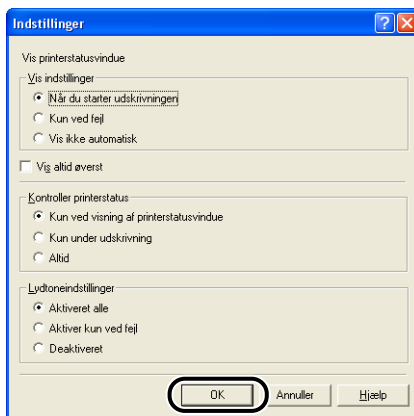 Indstillinger
Vis printerstatusvindue
Vis indstillinger
Når du starter udskrivningen
Kun ved fejl
Vis ikke automatisk
Vis altid øverst
Kontroller printerstatus
Kun ved visning af printerstatusvindue
Kun under udskrivning
Altid
Lydtoneindstillinger
Aktiveret alle
Aktiver kun ved fejl
Deaktiveret
OK Annuller Hjælp